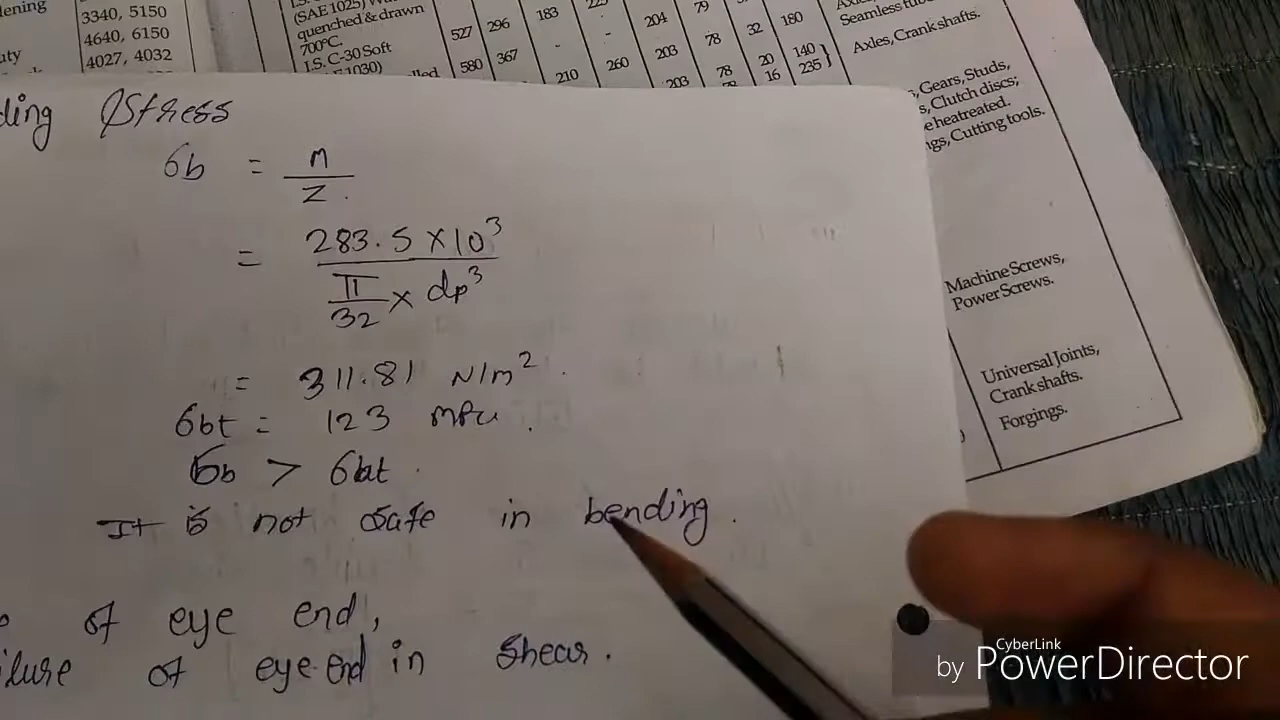 3340, 5150
4640, 6150
4027, 4032
(SAE 1025)
quenched & drawn
700°C.
I.S. C-30 Soft
527 296 183
580 367 - -
210 260 203 78
204 79
203 78
32 180
20 140
16 235
Axles, Crank shafts.
Gears, Studs,
Clutch discs;
heatreated.
Cutting tools.
Machine Screws,
Power Screws.
Universal Joints,
Crankshafts.
Forgings.
ding Stress
σb = M
Z.
= 283.5 × 10³
π/32 × dp³
= 311.81 N/m².
σbt = 123 mpa.
σb > σbt.
It is not safe in bending.
of eye end,
ilure of eye end in shear.
CyberLink
by PowerDirector